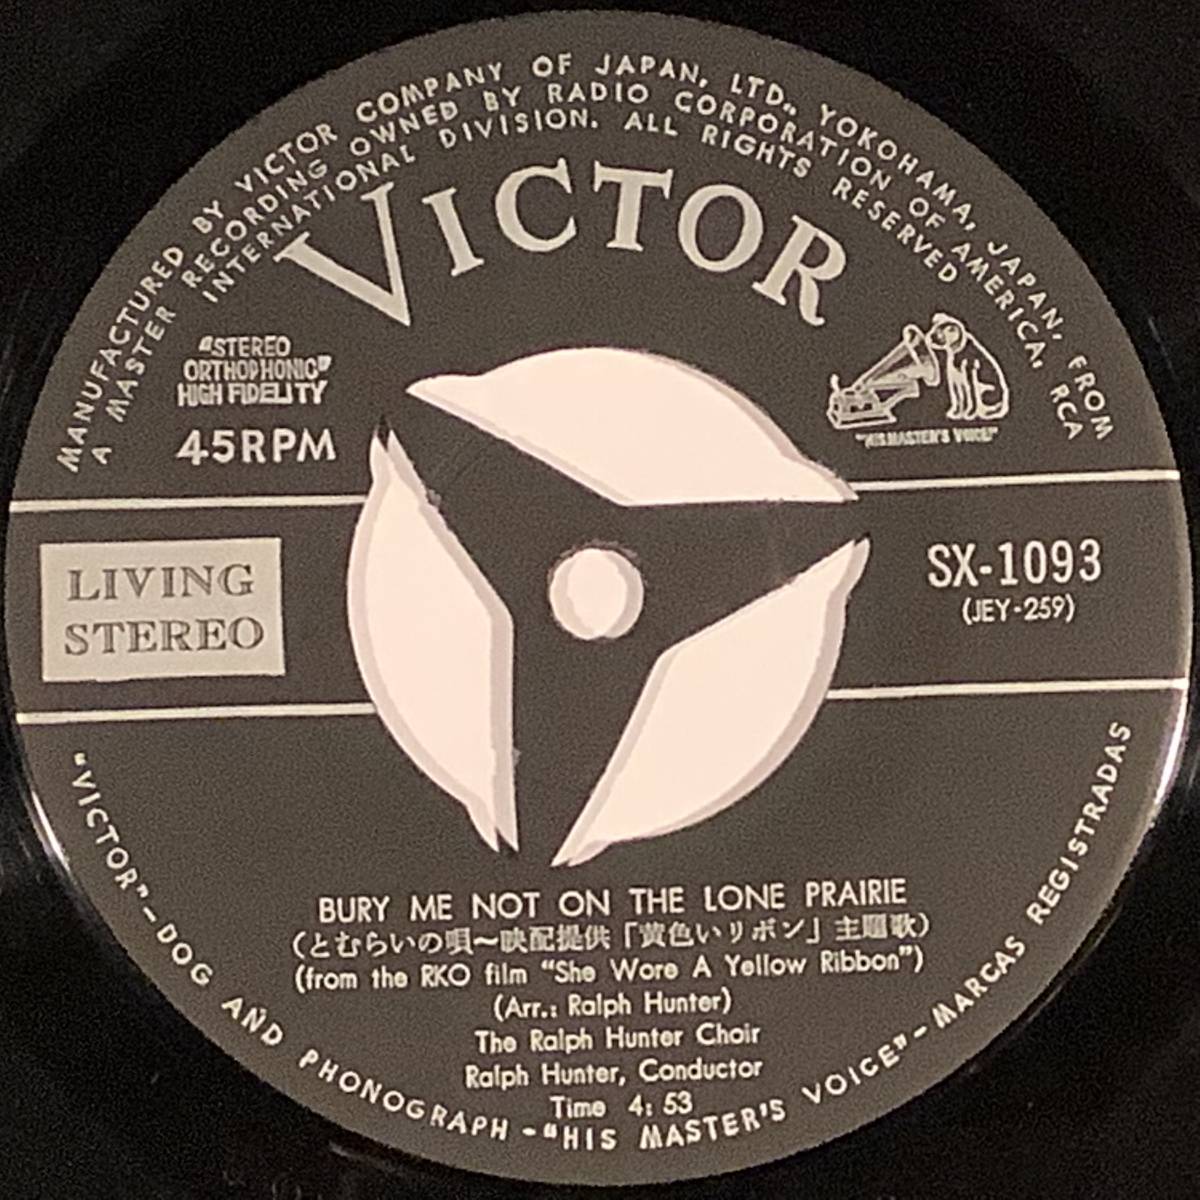 MANUFACTURED BY VICTOR COMPANY OF JAPAN, LTD., YOKOHAMA, JAPAN, FROM
A MASTER RECORDING OWNED BY RADIO CORPORATION OF AMERICA, RCA
INTERNATIONAL DIVISION. ALL RIGHTS RESERVED
VICTOR
"STEREO
ORTHOPHONIC"
HIGH FIDELITY
45RPM
"HIS MASTER'S VOICE"
LIVING
STEREO
SX-1093
(JEY-259)
BURY ME NOT ON THE LONE PRAIRIE
(とむらいの唄～映配提供「黄色いリボン」主題歌)
(from the RKO film "She Wore A Yellow Ribbon")
(Arr.: Ralph Hunter)
The Ralph Hunter Choir
Ralph Hunter, Conductor
Time 4: 53
"VICTOR"–DOG AND PHONOGRAPH-"HIS MASTER'S VOICE"–MARCAS REGISTRADAS